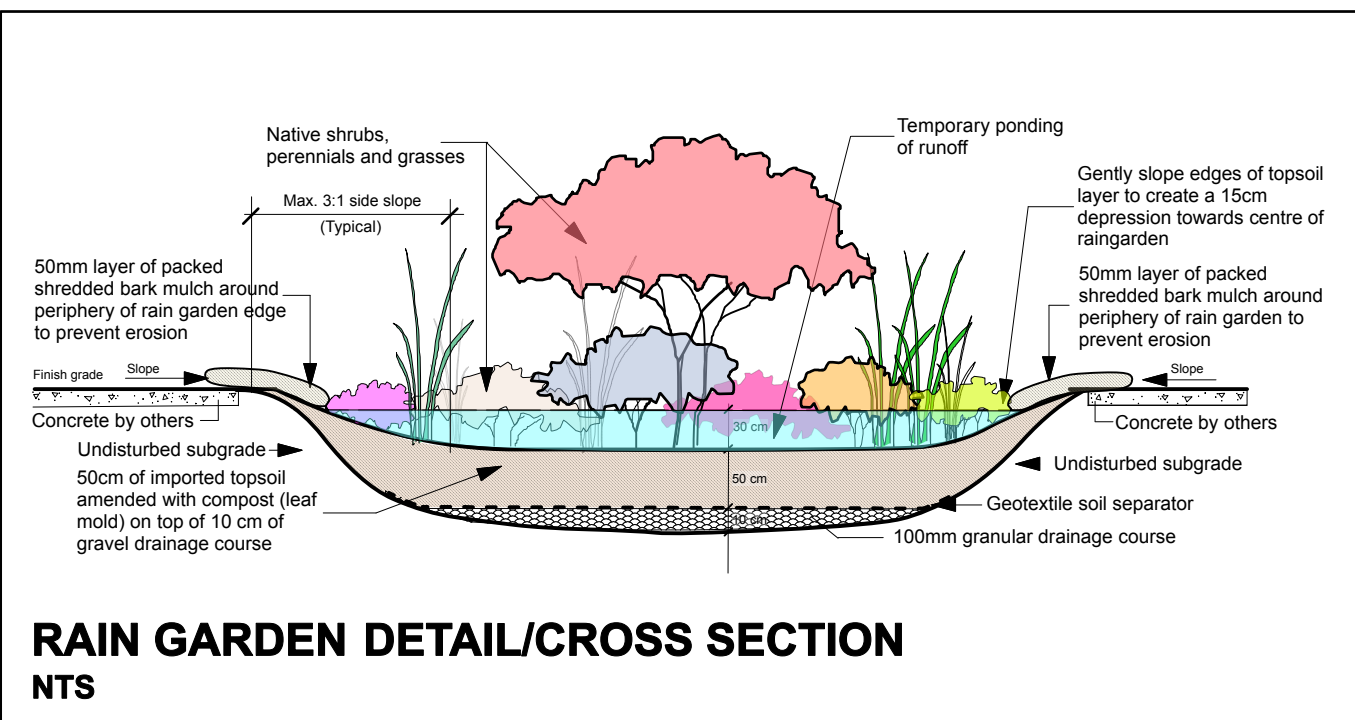 Native shrubs,
perennials and grasses
Temporary ponding
of runoff
Gently slope edges of topsoil
layer to create a 15cm
depression towards centre of
raingarden
Max. 3:1 side slope
(Typical)
50mm layer of packed
shredded bark mulch around
periphery of rain garden edge
to prevent erosion
50mm layer of packed
shredded bark mulch around
periphery of rain garden to
prevent erosion
Finish grade
Slope
Slope
Concrete by others
Concrete by others
30 cm
Undisturbed subgrade
Undisturbed subgrade
50cm of imported topsoil
amended with compost (leaf
mold) on top of 10 cm of
gravel drainage course
50 cm
Geotextile soil separator
10 cm
100mm granular drainage course
RAIN GARDEN DETAIL/CROSS SECTION
NTS